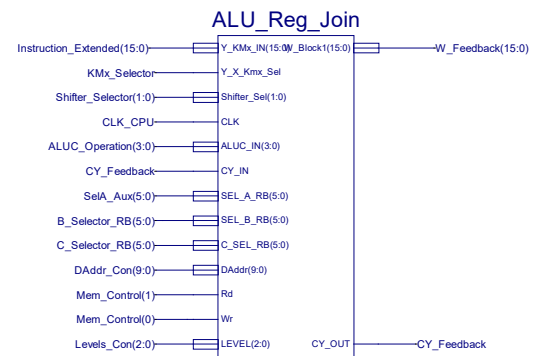 ALU_Reg_Join
Instruction_Extended(15:0) Y_KMx_IN(15:0) W_Block1(15:0) W_Feedback(15:0)
KMx_Selector Y_X_Kmx_Sel
Shifter_Selector(1:0) Shifter_Sel(1:0)
CLK_CPU CLK
ALUC_Operation(3:0) ALUC_IN(3:0)
CY_Feedback CY_IN
SelA_Aux(5:0) SEL_A_RB(5:0)
B_Selector_RB(5:0) SEL_B_RB(5:0)
C_Selector_RB(5:0) C_SEL_RB(5:0)
DAddr_Con(9:0) DAddr(9:0)
Mem_Control(1) Rd
Mem_Control(0) Wr
Levels_Con(2:0) LEVEL(2:0) CY_OUT CY_Feedback